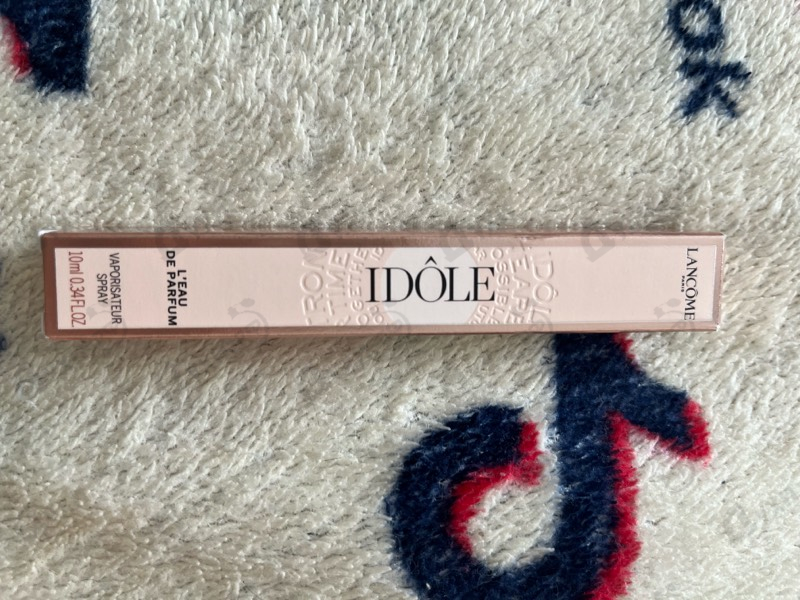 ok
LANCÔME
PARIS
IDÔLE
L'EAU
DE PARFUM
VAPORISATEUR
SPRAY
10ml 0.34 FL.OZ